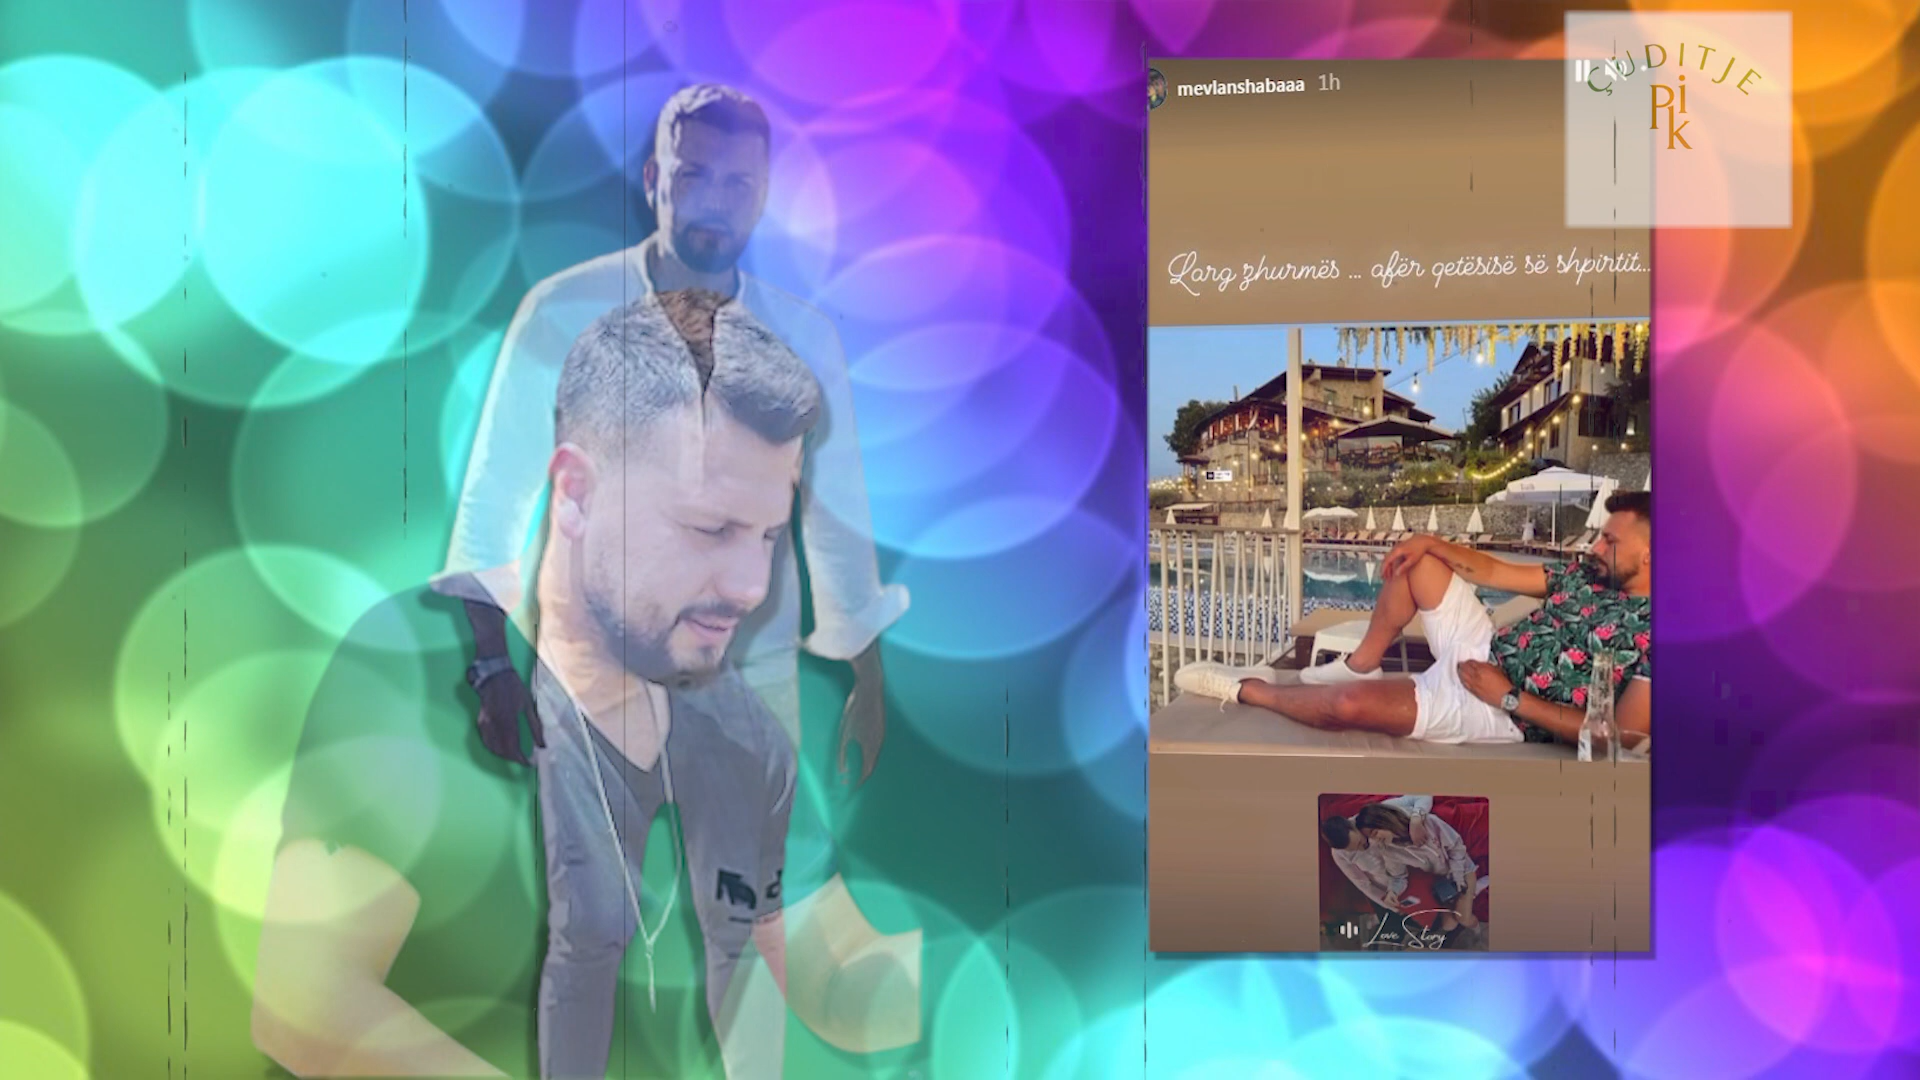 mevlanshabaaa 1h
ÇUDITJE
Pik
Larg zhurmës ... afër qetësisë së shpirtit...
Love Story